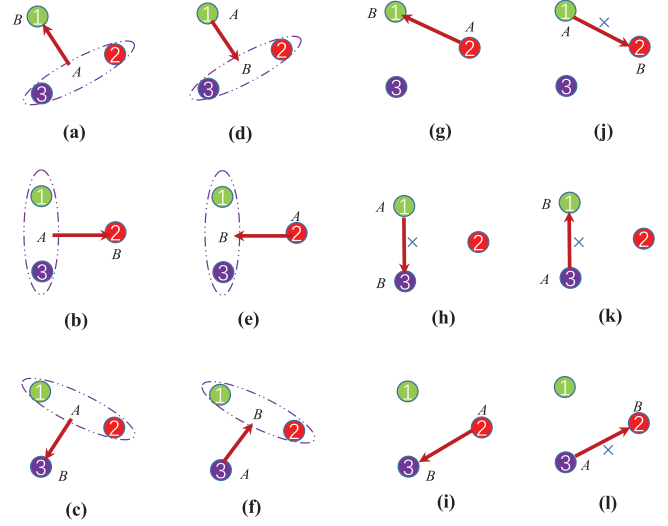 B 1 A 2 3
(a)
1 A 2 B 3
(d)
B 1 A 2 3
(g)
1 A × 2 B 3
(j)
1 A 2 B 3
(b)
1 A 2 B 3
(e)
A 1 × 2 B 3
(h)
B 1 × 2 A 3
(k)
1 A 2 3 B
(c)
1 B 2 3 A
(f)
1 A 2 3 B
(i)
1 B 2 3 A ×
(l)